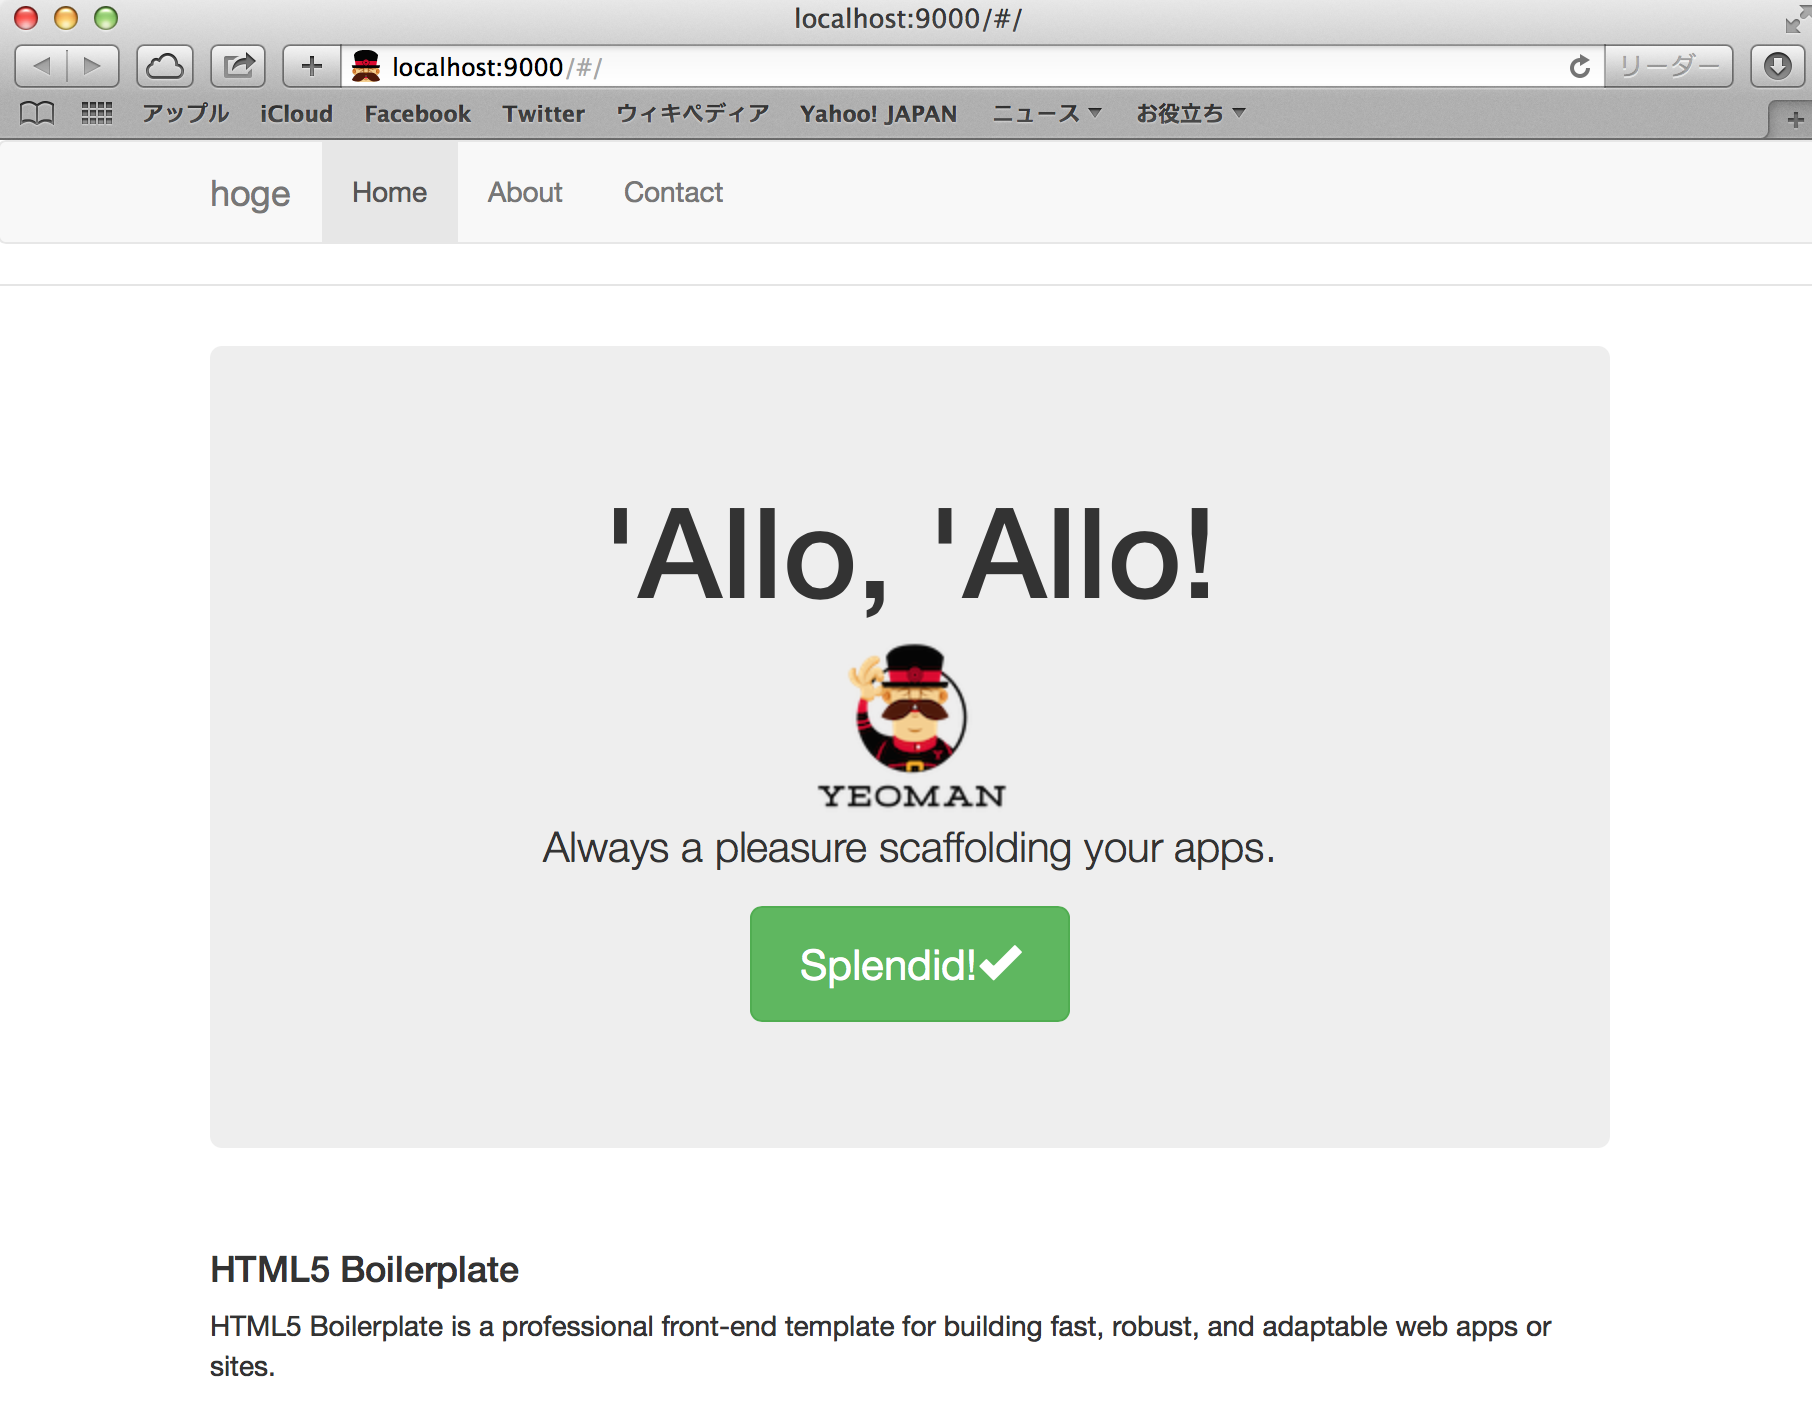 localhost:9000/#/
localhost:9000/#/
リーダー
アップル iCloud Facebook Twitter ウィキペディア Yahoo! JAPAN ニュース お役立ち
hoge Home About Contact
'Allo, 'Allo!
YEOMAN
Always a pleasure scaffolding your apps.
Splendid!
HTML5 Boilerplate
HTML5 Boilerplate is a professional front-end template for building fast, robust, and adaptable web apps or
sites.